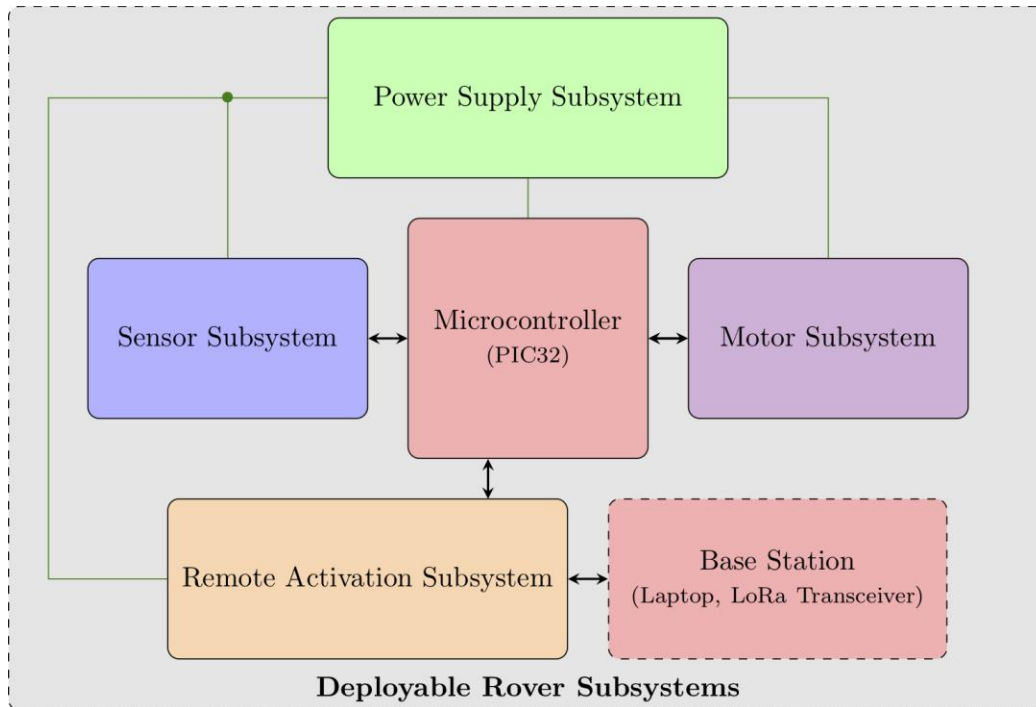 Power Supply Subsystem
Sensor Subsystem
Microcontroller
(PIC32)
Motor Subsystem
Remote Activation Subsystem
Base Station
(Laptop, LoRa Transceiver)
Deployable Rover Subsystems